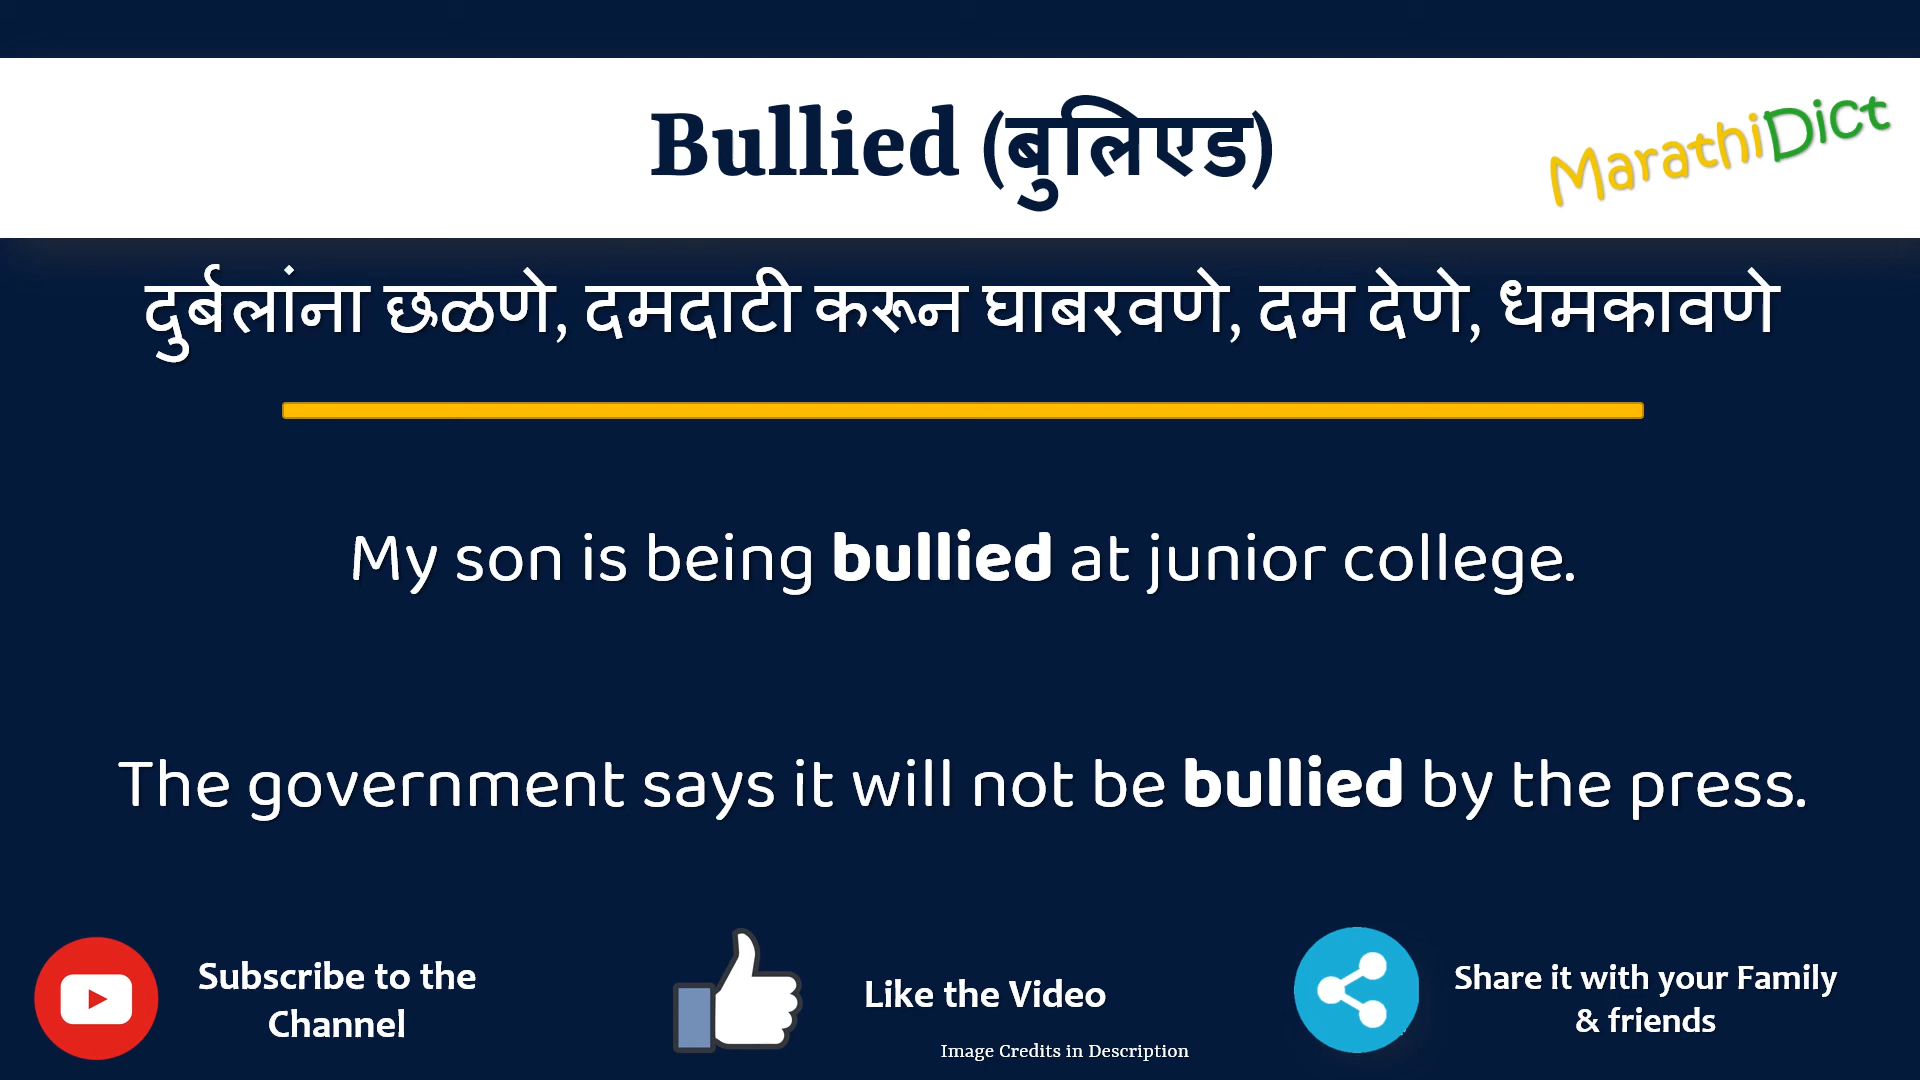 Bullied (बुलिएड)
MarathiDict
दुर्बलांना छळणे, दमदाटी करून घाबरवणे, दम देणे, धमकावणे
My son is being bullied at junior college.
The government says it will not be bullied by the press.
Subscribe to the
Channel
Like the Video
Share it with your Family
& friends
Image Credits in Description